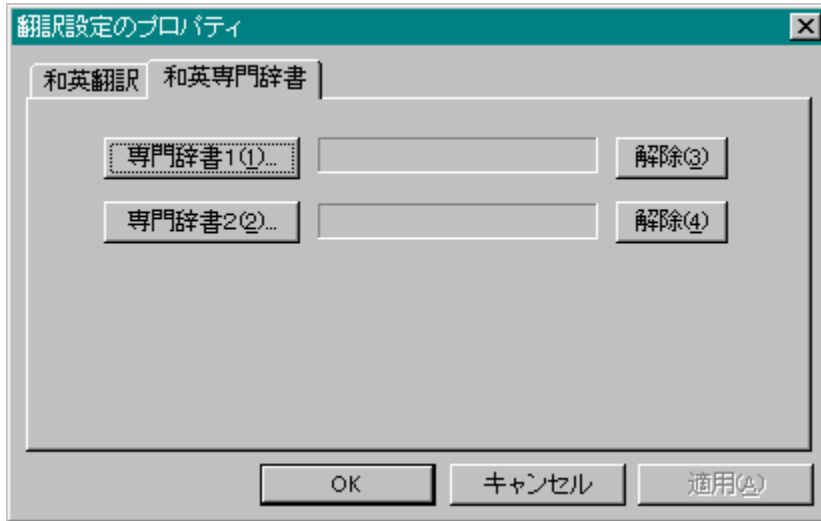 翻訳設定のプロパティ
和英翻訳 和英専門辞書
専門辞書1(1)... 解除(3)
専門辞書2(2)... 解除(4)
OK キャンセル 適用(A)